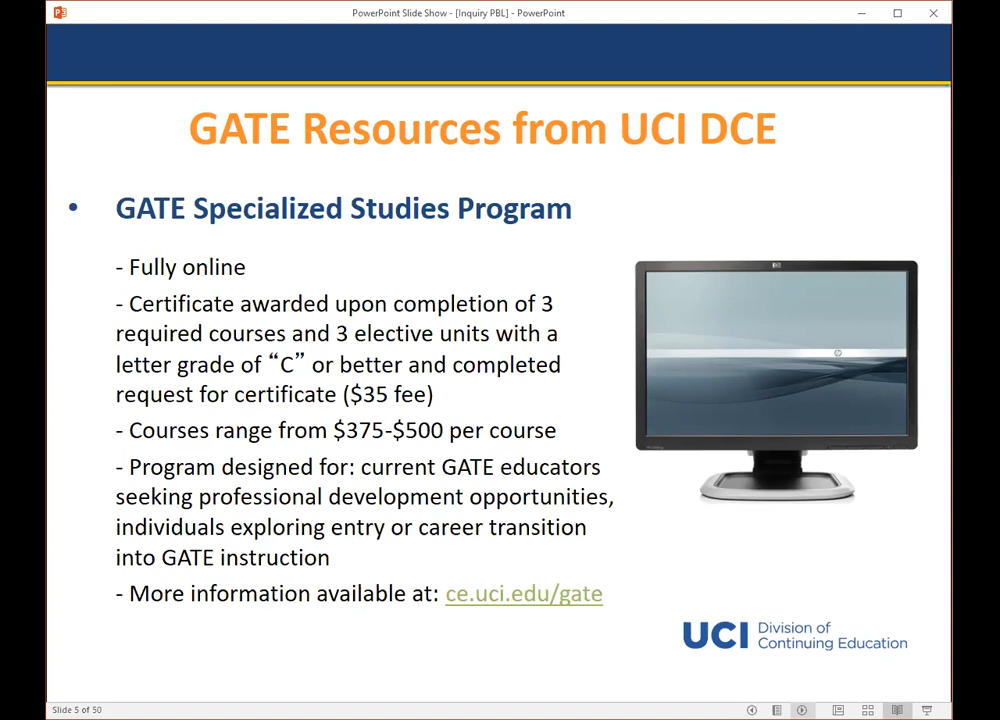 PowerPoint Slide Show - [Inquiry PBL] - PowerPoint
GATE Resources from UCI DCE
• GATE Specialized Studies Program
- Fully online
- Certificate awarded upon completion of 3
required courses and 3 elective units with a
letter grade of “C” or better and completed
request for certificate ($35 fee)
- Courses range from $375-$500 per course
- Program designed for: current GATE educators
seeking professional development opportunities,
individuals exploring entry or career transition
into GATE instruction
- More information available at: ce.uci.edu/gate
UCI Division of
Continuing Education
Slide 5 of 50